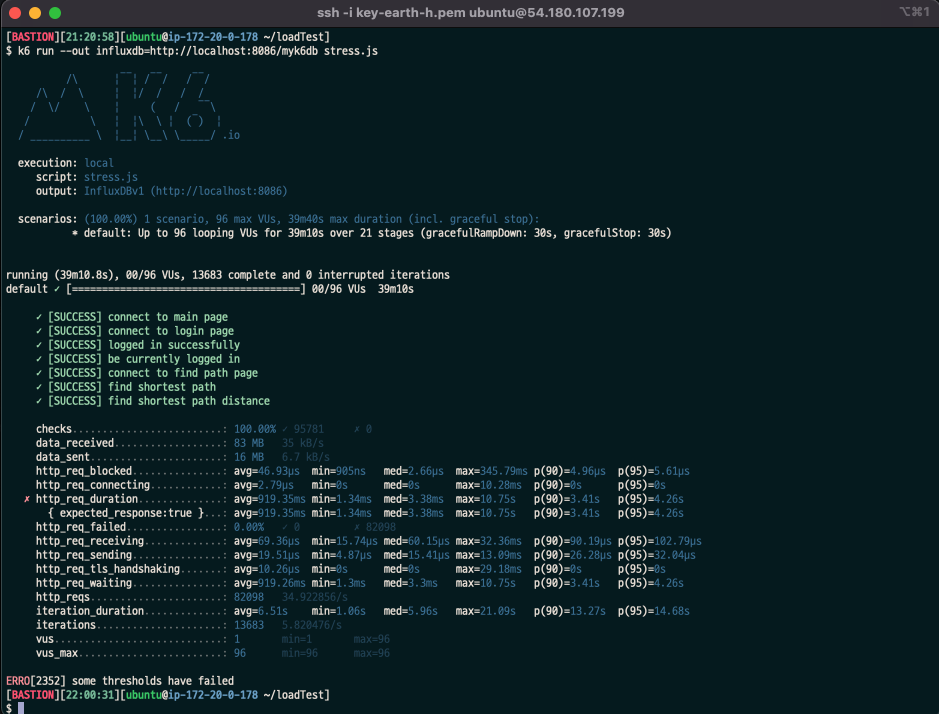 ssh -i key-earth-h.pem ubuntu@54.180.107.199
⌥⌘1
[BASTION][21:20:58][ubuntu@ip-172-20-0-178 ~/loadTest]
$ k6 run --out influxdb=http://localhost:8086/myk6db stress.js
.io
execution: local
script: stress.js
output: InfluxDBv1 (http://localhost:8086)
scenarios: (100.00%) 1 scenario, 96 max VUs, 39m40s max duration (incl. graceful stop):
* default: Up to 96 looping VUs for 39m10s over 21 stages (gracefulRampDown: 30s, gracefulStop: 30s)
running (39m10.8s), 00/96 VUs, 13683 complete and 0 interrupted iterations
default ✓ [======================================] 00/96 VUs  39m10s
✓ [SUCCESS] connect to main page
✓ [SUCCESS] connect to login page
✓ [SUCCESS] logged in successfully
✓ [SUCCESS] be currently logged in
✓ [SUCCESS] connect to find path page
✓ [SUCCESS] find shortest path
✓ [SUCCESS] find shortest path distance
checks.........................: 100.00% ✓ 95781     ✗ 0
data_received..................: 83 MB   35 kB/s
data_sent......................: 16 MB   6.7 kB/s
http_req_blocked...............: avg=46.93µs  min=905ns   med=2.66µs  max=345.79ms p(90)=4.96µs  p(95)=5.61µs
http_req_connecting............: avg=2.79µs   min=0s      med=0s      max=10.28ms  p(90)=0s      p(95)=0s
✗ http_req_duration..............: avg=919.35ms min=1.34ms  med=3.38ms  max=10.75s   p(90)=3.41s   p(95)=4.26s
{ expected_response:true }...: avg=919.35ms min=1.34ms  med=3.38ms  max=10.75s   p(90)=3.41s   p(95)=4.26s
http_req_failed................: 0.00%   ✓ 0         ✗ 82098
http_req_receiving.............: avg=69.36µs  min=15.74µs med=60.15µs max=32.36ms  p(90)=90.19µs p(95)=102.79µs
http_req_sending...............: avg=19.51µs  min=4.87µs  med=15.41µs max=13.09ms  p(90)=26.28µs p(95)=32.04µs
http_req_tls_handshaking.......: avg=10.26µs  min=0s      med=0s      max=29.18ms  p(90)=0s      p(95)=0s
http_req_waiting...............: avg=919.26ms min=1.3ms   med=3.3ms   max=10.75s   p(90)=3.41s   p(95)=4.26s
http_reqs......................: 82098   34.922856/s
iteration_duration.............: avg=6.51s    min=1.06s   med=5.96s   max=21.09s   p(90)=13.27s  p(95)=14.68s
iterations.....................: 13683   5.820476/s
vus............................: 1       min=1       max=96
vus_max........................: 96      min=96      max=96
ERRO[2352] some thresholds have failed
[BASTION][22:00:31][ubuntu@ip-172-20-0-178 ~/loadTest]
$